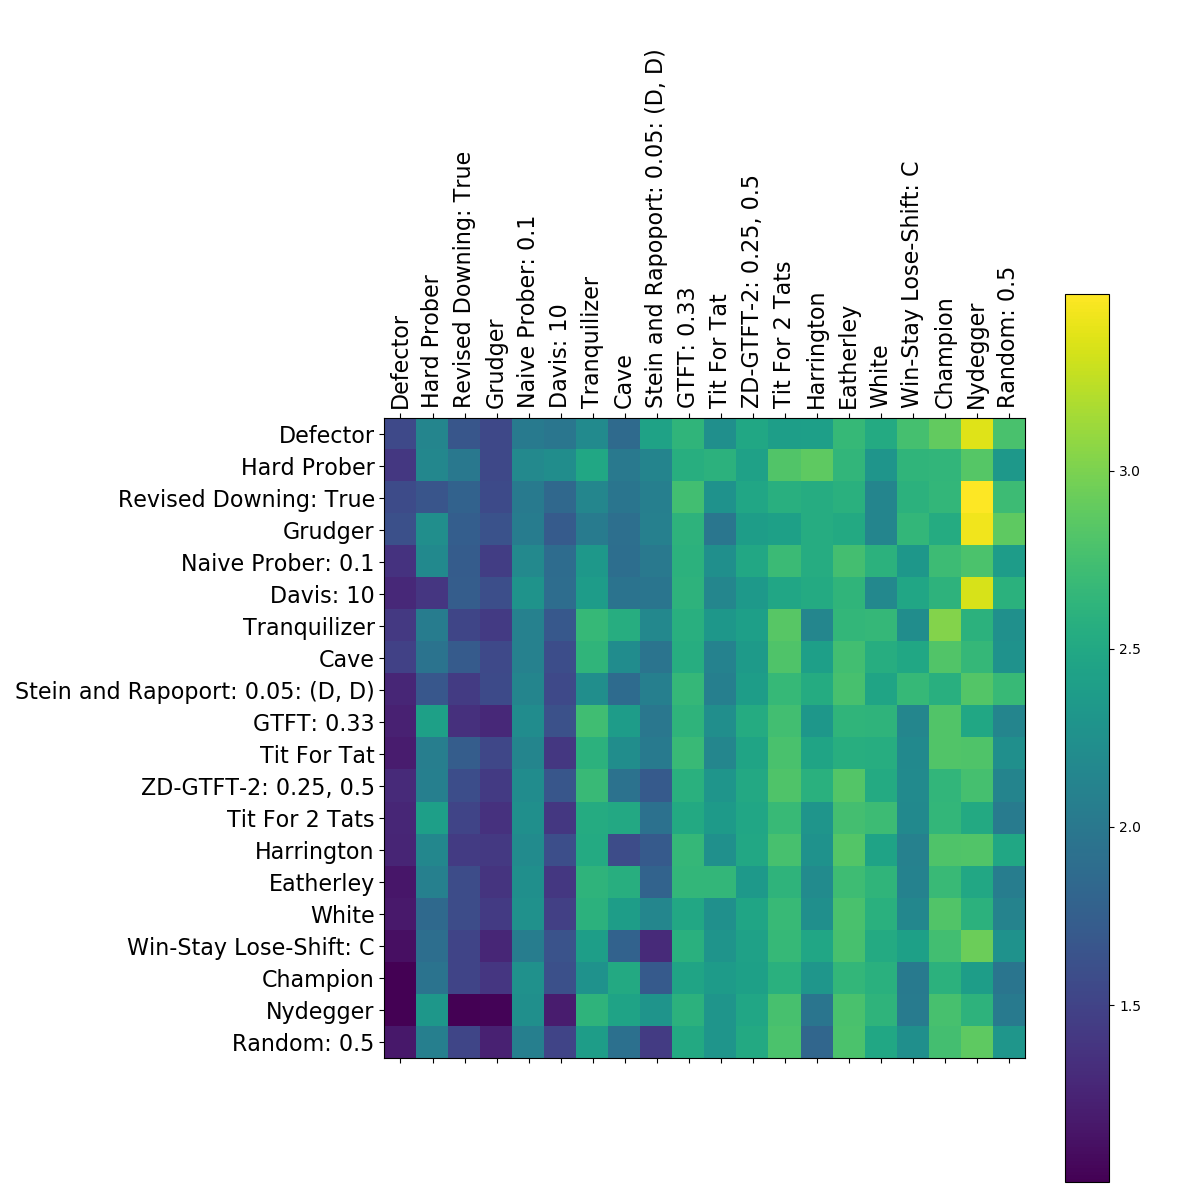 Defector
Hard Prober
Revised Downing: True
Grudger
Naive Prober: 0.1
Davis: 10
Tranquilizer
Cave
Stein and Rapoport: 0.05: (D, D)
GTFT: 0.33
Tit For Tat
ZD-GTFT-2: 0.25, 0.5
Tit For 2 Tats
Harrington
Eatherley
White
Win-Stay Lose-Shift: C
Champion
Nydegger
Random: 0.5
Defector
Hard Prober
Revised Downing: True
Grudger
Naive Prober: 0.1
Davis: 10
Tranquilizer
Cave
Stein and Rapoport: 0.05: (D, D)
GTFT: 0.33
Tit For Tat
ZD-GTFT-2: 0.25, 0.5
Tit For 2 Tats
Harrington
Eatherley
White
Win-Stay Lose-Shift: C
Champion
Nydegger
Random: 0.5
3.0
2.5
2.0
1.5